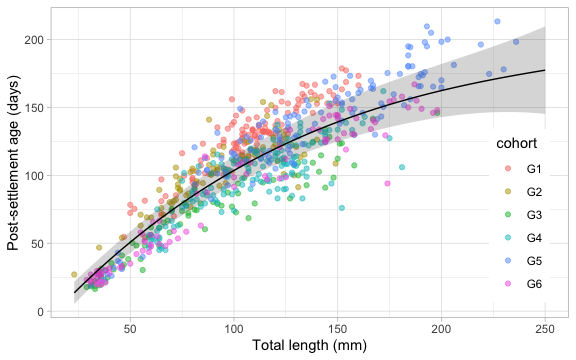 Post-settlement age (days)
200
150
100
50
0
50
100
150
200
250
Total length (mm)
cohort
G1
G2
G3
G4
G5
G6